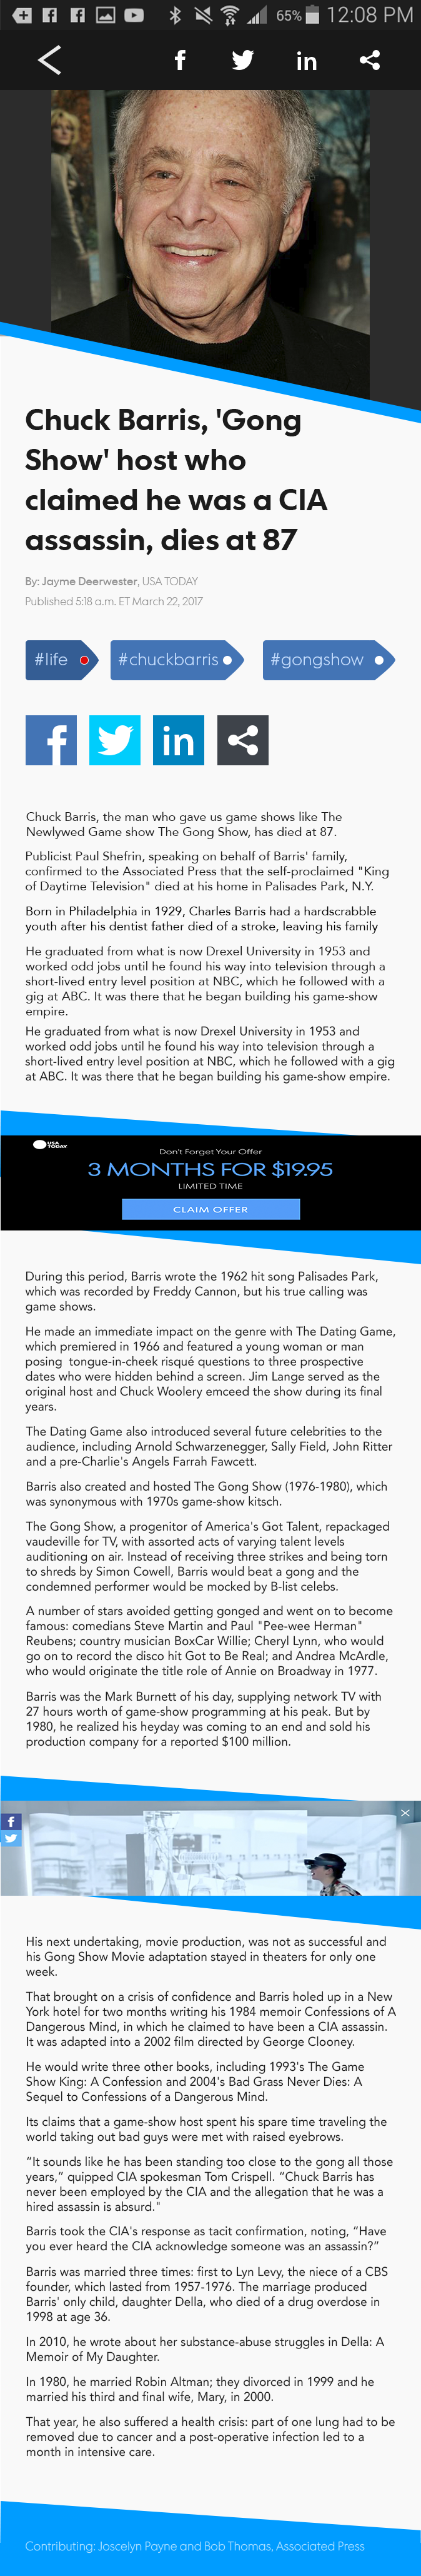 65% 12:08 PM
Chuck Barris, 'Gong
Show' host who
claimed he was a CIA
assassin, dies at 87
By: Jayme Deerwester, USA TODAY
Published 5:18 a.m. ET March 22, 2017
#life #chuckbarris #gongshow
Chuck Barris, the man who gave us game shows like The
Newlywed Game show The Gong Show, has died at 87.
Publicist Paul Shefrin, speaking on behalf of Barris' family,
confirmed to the Associated Press that the self-proclaimed "King
of Daytime Television" died at his home in Palisades Park, N.Y.
Born in Philadelphia in 1929, Charles Barris had a hardscrabble
youth after his dentist father died of a stroke, leaving his family
He graduated from what is now Drexel University in 1953 and
worked odd jobs until he found his way into television through a
short-lived entry level position at NBC, which he followed with a
gig at ABC. It was there that he began building his game-show
empire.
He graduated from what is now Drexel University in 1953 and
worked odd jobs until he found his way into television through a
short-lived entry level position at NBC, which he followed with a gig
at ABC. It was there that he began building his game-show empire.
USA
TODAY
Don't Forget Your Offer
3 MONTHS FOR $19.95
LIMITED TIME
CLAIM OFFER
During this period, Barris wrote the 1962 hit song Palisades Park,
which was recorded by Freddy Cannon, but his true calling was
game shows.
He made an immediate impact on the genre with The Dating Game,
which premiered in 1966 and featured a young woman or man
posing tongue-in-cheek risqué questions to three prospective
dates who were hidden behind a screen. Jim Lange served as the
original host and Chuck Woolery emceed the show during its final
years.
The Dating Game also introduced several future celebrities to the
audience, including Arnold Schwarzenegger, Sally Field, John Ritter
and a pre-Charlie's Angels Farrah Fawcett.
Barris also created and hosted The Gong Show (1976-1980), which
was synonymous with 1970s game-show kitsch.
The Gong Show, a progenitor of America's Got Talent, repackaged
vaudeville for TV, with assorted acts of varying talent levels
auditioning on air. Instead of receiving three strikes and being torn
to shreds by Simon Cowell, Barris would beat a gong and the
condemned performer would be mocked by B-list celebs.
A number of stars avoided getting gonged and went on to become
famous: comedians Steve Martin and Paul "Pee-wee Herman"
Reubens; country musician BoxCar Willie; Cheryl Lynn, who would
go on to record the disco hit Got to Be Real; and Andrea McArdle,
who would originate the title role of Annie on Broadway in 1977.
Barris was the Mark Burnett of his day, supplying network TV with
27 hours worth of game-show programming at his peak. But by
1980, he realized his heyday was coming to an end and sold his
production company for a reported $100 million.
His next undertaking, movie production, was not as successful and
his Gong Show Movie adaptation stayed in theaters for only one
week.
That brought on a crisis of confidence and Barris holed up in a New
York hotel for two months writing his 1984 memoir Confessions of A
Dangerous Mind, in which he claimed to have been a CIA assassin.
It was adapted into a 2002 film directed by George Clooney.
He would write three other books, including 1993's The Game
Show King: A Confession and 2004's Bad Grass Never Dies: A
Sequel to Confessions of a Dangerous Mind.
Its claims that a game-show host spent his spare time traveling the
world taking out bad guys were met with raised eyebrows.
“It sounds like he has been standing too close to the gong all those
years,” quipped CIA spokesman Tom Crispell. “Chuck Barris has
never been employed by the CIA and the allegation that he was a
hired assassin is absurd."
Barris took the CIA's response as tacit confirmation, noting, “Have
you ever heard the CIA acknowledge someone was an assassin?”
Barris was married three times: first to Lyn Levy, the niece of a CBS
founder, which lasted from 1957-1976. The marriage produced
Barris' only child, daughter Della, who died of a drug overdose in
1998 at age 36.
In 2010, he wrote about her substance-abuse struggles in Della: A
Memoir of My Daughter.
In 1980, he married Robin Altman; they divorced in 1999 and he
married his third and final wife, Mary, in 2000.
That year, he also suffered a health crisis: part of one lung had to be
removed due to cancer and a post-operative infection led to a
month in intensive care.
Contributing: Joscelyn Payne and Bob Thomas, Associated Press